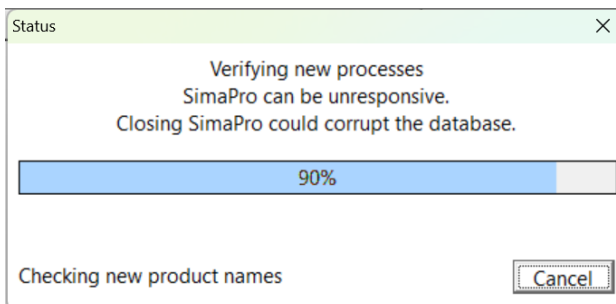 Status
Verifying new processes
SimaPro can be unresponsive.
Closing SimaPro could corrupt the database.
90%
Checking new product names
Cancel